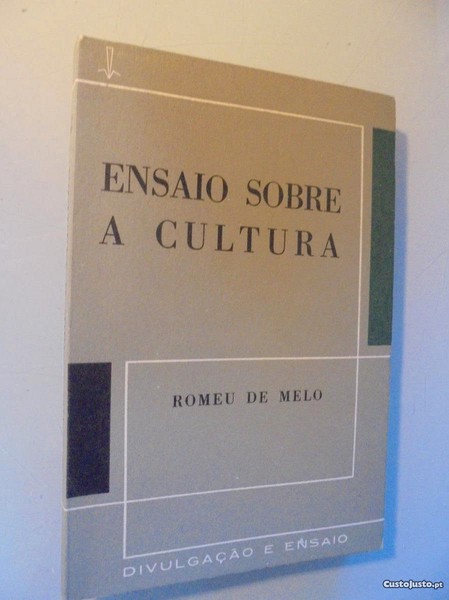 ENSAIO SOBRE
A CULTURA
ROMEU DE MELO
DIVULGAÇÃO E ENSAIO
CustoJusto.pt